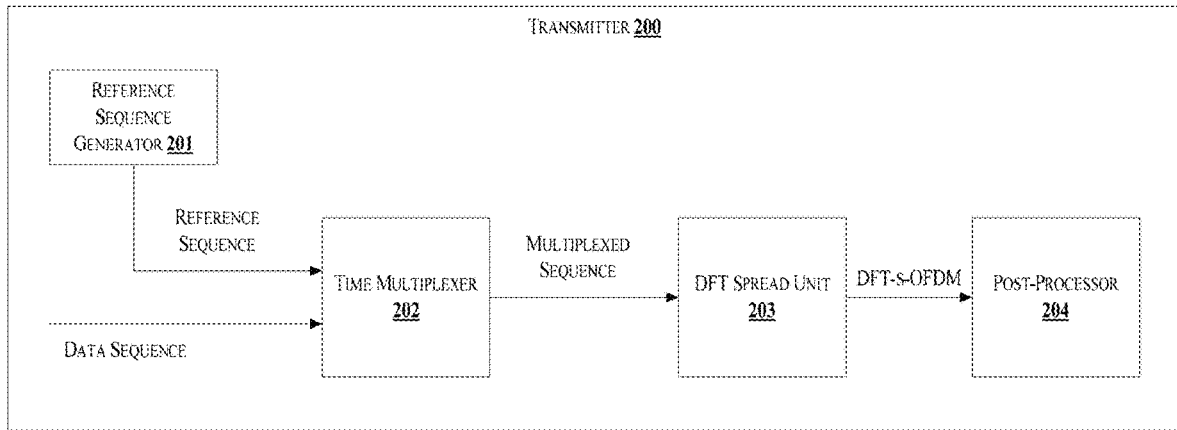 TRANSMITTER 200
REFERENCE
SEQUENCE
GENERATOR 201
REFERENCE
SEQUENCE
TIME MULTIPLEXER
202
MULTIPLEXED
SEQUENCE
DFT SPREAD UNIT
203
DFT-S-OFDM
POST-PROCESSOR
204
DATA SEQUENCE